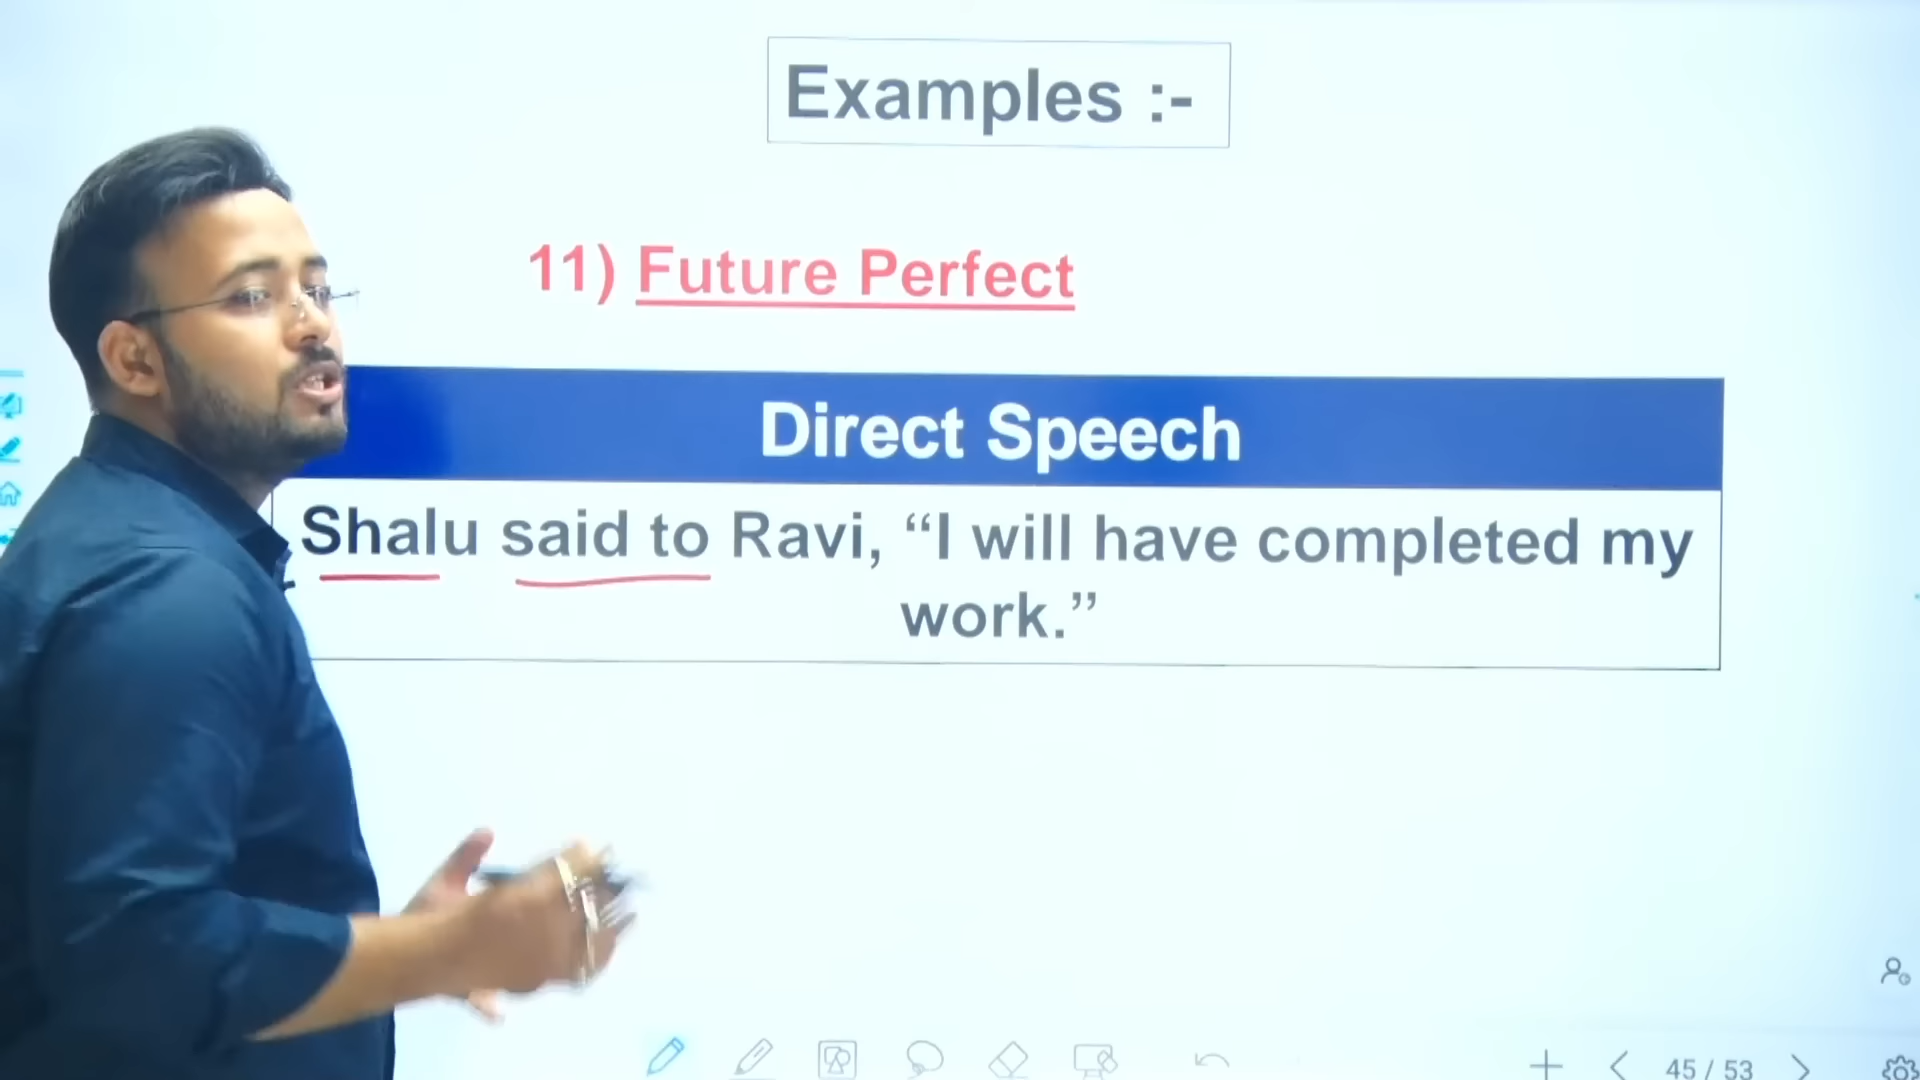 Examples :-
11) Future Perfect
Direct Speech
Shalu said to Ravi, “I will have completed my
work.”
45 / 53